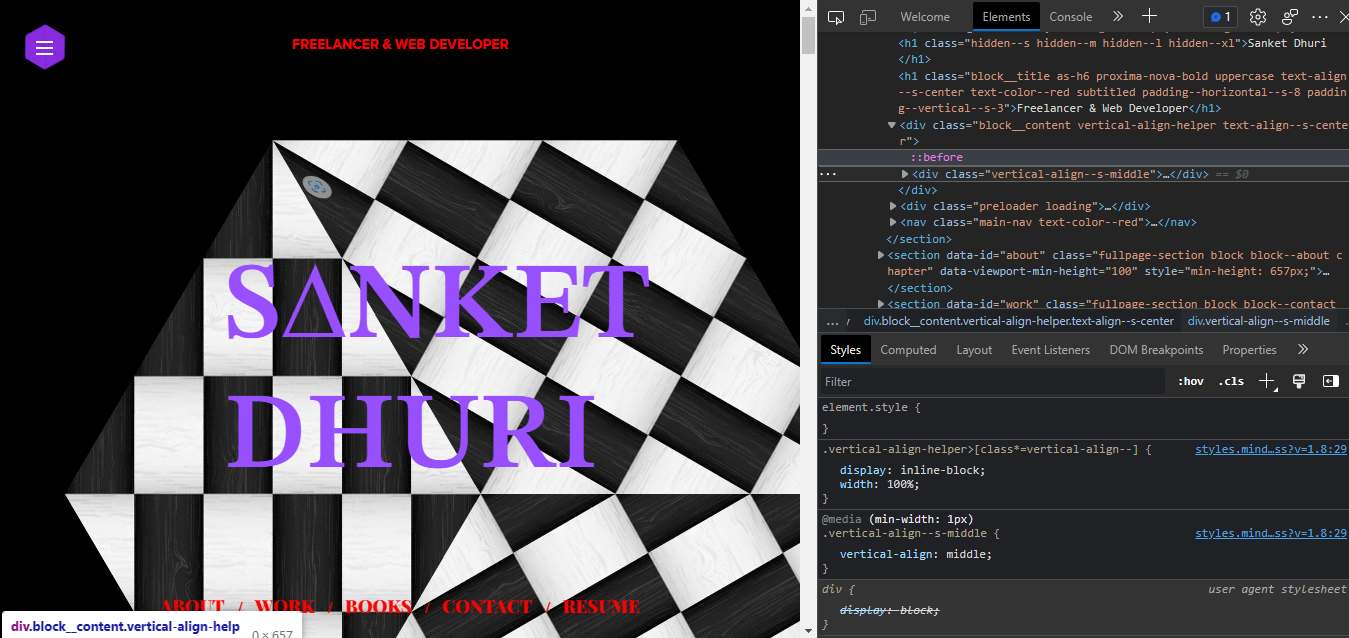 FREELANCER & WEB DEVELOPER
SΔNKET
DHURI
ABOUT / WORK / BOOKS / CONTACT / RESUME
div.block__content.vertical-align-help
0 × 657
Welcome Elements Console 1
<h1 class="hidden--s hidden--m hidden--l hidden--xl">Sanket Dhuri
</h1>
<h1 class="block__title as-h6 proxima-nova-bold uppercase text-align
--s-center text-color--red subtitled padding--horizontal--s-8 paddin
g--vertical--s-3">Freelancer & Web Developer</h1>
<div class="block__content vertical-align-helper text-align--s-cente
r">
::before
<div class="vertical-align--s-middle">…</div> == $0
</div>
<div class="preloader loading">…</div>
<nav class="main-nav text-color--red">…</nav>
</section>
<section data-id="about" class="fullpage-section block block--about c
hapter" data-viewport-min-height="100" style="min-height: 657px;">…
</section>
<section data-id="work" class="fullpage-section block block--contact
… div.block__content.vertical-align-helper.text-align--s-center div.vertical-align--s-middle
Styles Computed Layout Event Listeners DOM Breakpoints Properties
Filter :hov .cls
element.style {
}
.vertical-align-helper>[class*=vertical-align--] { styles.mind…ss?v=1.8:29
display: inline-block;
width: 100%;
}
@media (min-width: 1px)
.vertical-align--s-middle { styles.mind…ss?v=1.8:29
vertical-align: middle;
}
div { user agent stylesheet
display: block;
}